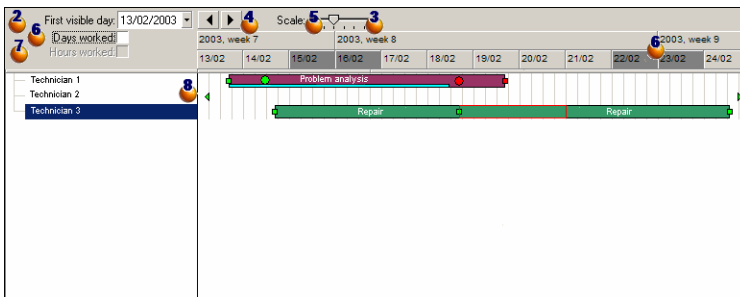 2 First visible day: 13/02/2003 4 Scale: 5 3
6 Days worked:
7 Hours worked:
2003, week 7 2003, week 8 6 2003, week 9
13/02 14/02 15/02 16/02 17/02 18/02 19/02 20/02 21/02 22/02 23/02 24/02
Technician 1 8 Problem analysis
Technician 2
Technician 3 Repair Repair